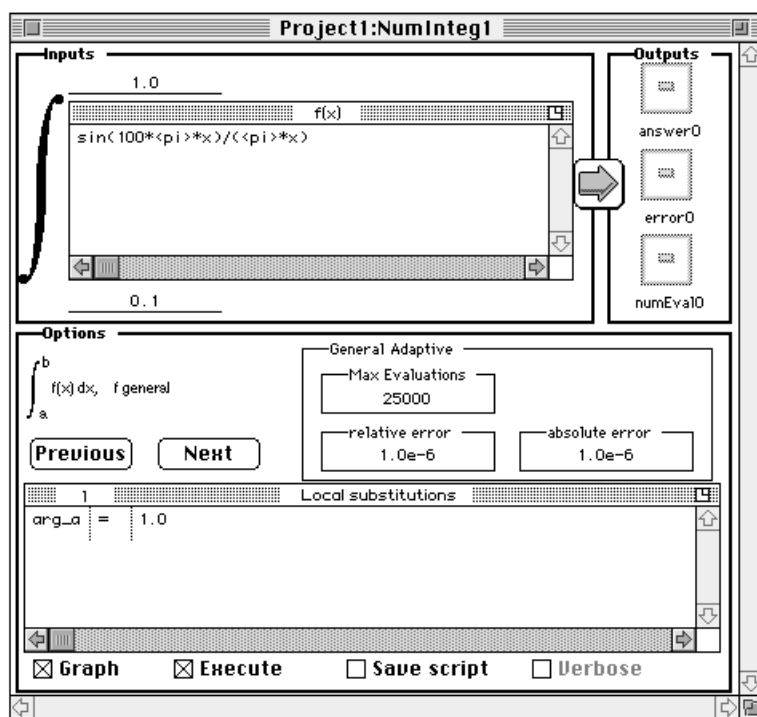 Project1:NumInteg1
Inputs
1.0
f(x)
sin(100*<pi>*x)/(<pi>*x)
0.1
Outputs
answer0
error0
numEval0
Options
b
f(x) dx, f general
a
Previous
Next
General Adaptive
Max Evaluations
25000
relative error
1.0e-6
absolute error
1.0e-6
1 Local substitutions
arg_a = 1.0
Graph Execute Save script Verbose